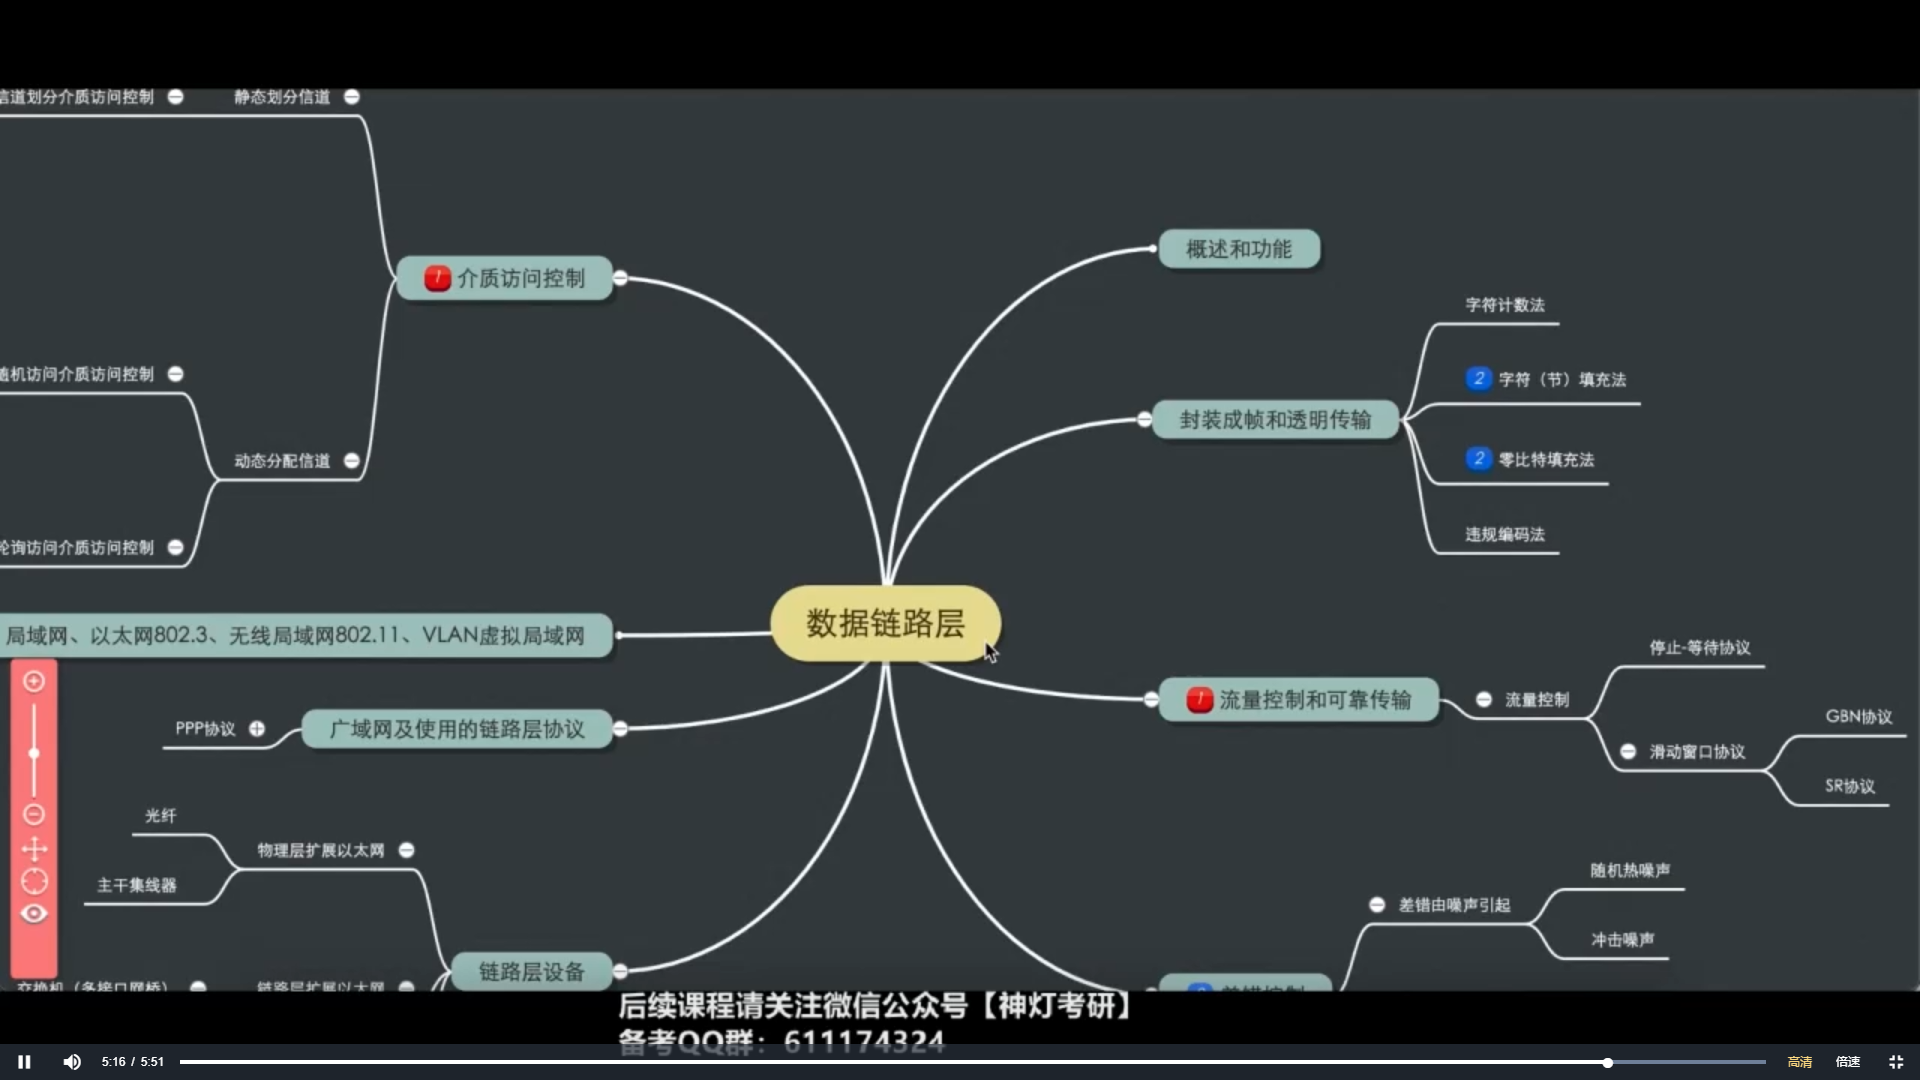 信道划分介质访问控制
静态划分信道
介质访问控制
随机访问介质访问控制
动态分配信道
轮询访问介质访问控制
概述和功能
封装成帧和透明传输
字符计数法
2 字符（节）填充法
2 零比特填充法
违规编码法
数据链路层
局域网、以太网802.3、无线局域网802.11、VLAN虚拟局域网
广域网及使用的链路层协议
PPP协议
1 流量控制和可靠传输
流量控制
停止-等待协议
滑动窗口协议
GBN协议
SR协议
光纤
物理层扩展以太网
主干集线器
链路层设备
交换机（多接口网桥）
链路层扩展以太网
差错由噪声引起
随机热噪声
冲击噪声
差错控制
后续课程请关注微信公众号【神灯考研】
备考QQ群：611174324
5:16 / 5:51
高清
倍速